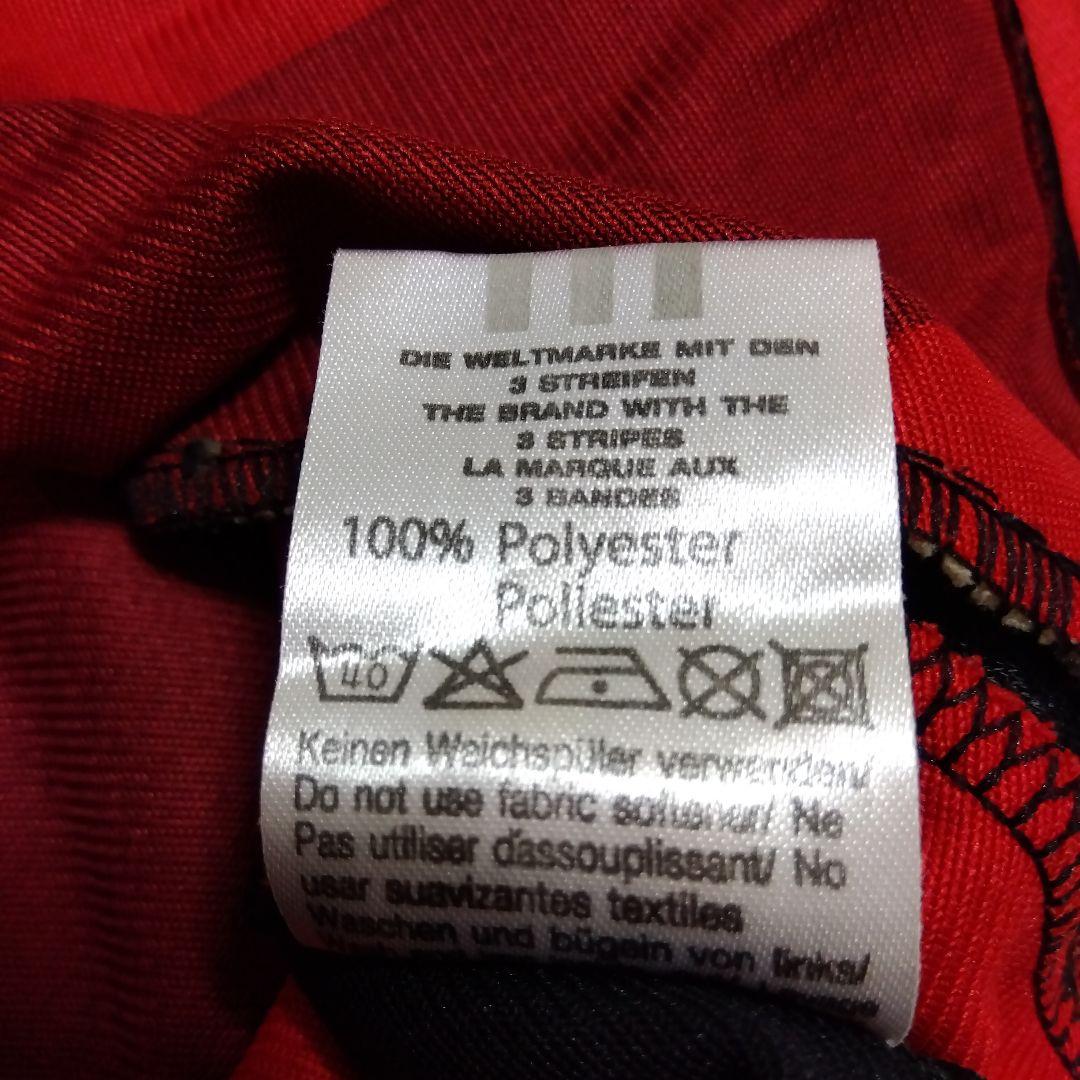 DIE WELTMARKE MIT DEN
3 STREIFEN
THE BRAND WITH THE
3 STRIPES
LA MARQUE AUX
3 BANDES
100% Polyester
Poliester
40
Keinen Weichspüler verwenden/
Do not use fabric softener/ Ne
Pas utiliser d'assouplissant/ No
usar suavizantes textiles
Waschen und bügeln von links/